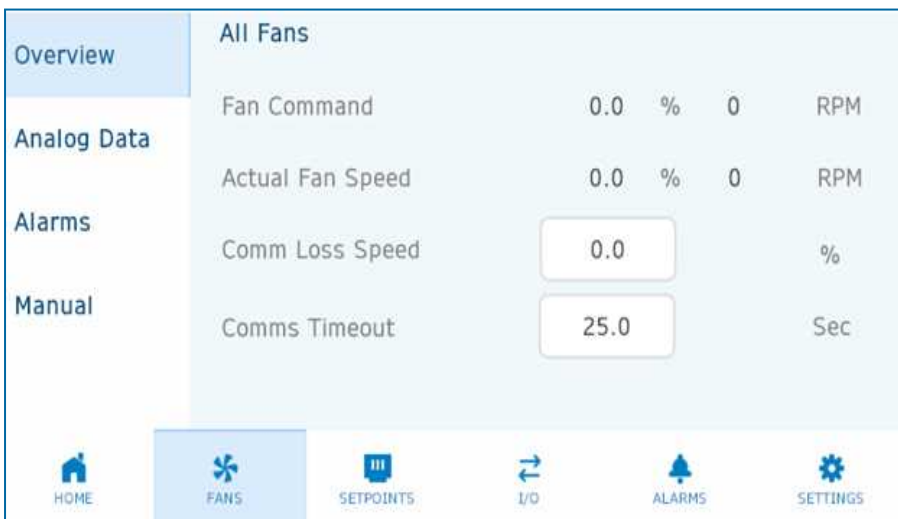 Overview
Analog Data
Alarms
Manual
All Fans
Fan Command 0.0 % 0 RPM
Actual Fan Speed 0.0 % 0 RPM
Comm Loss Speed 0.0 %
Comms Timeout 25.0 Sec
HOME FANS SETPOINTS I/O ALARMS SETTINGS